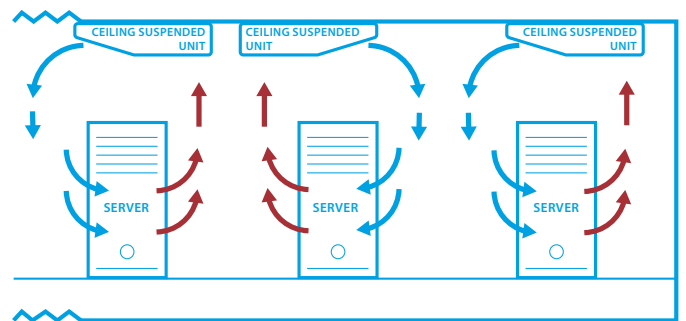 CEILING SUSPENDED
UNIT
CEILING SUSPENDED
UNIT
CEILING SUSPENDED
UNIT
SERVER
SERVER
SERVER